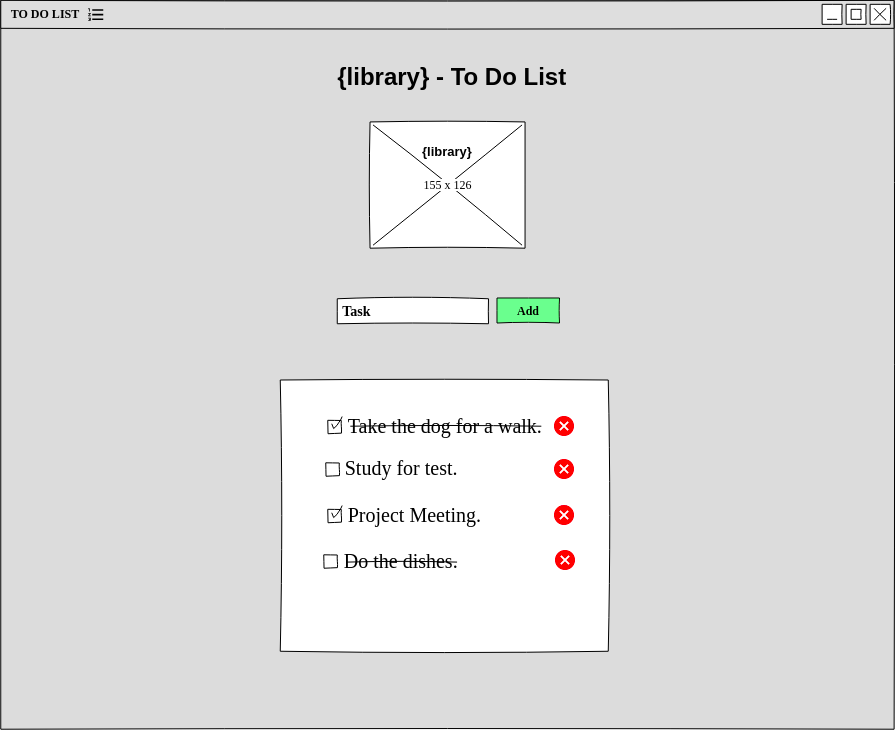 TO DO LIST
{library} - To Do List
{library}
155 x 126
Task
Add
Take the dog for a walk.
Study for test.
Project Meeting.
Do the dishes.